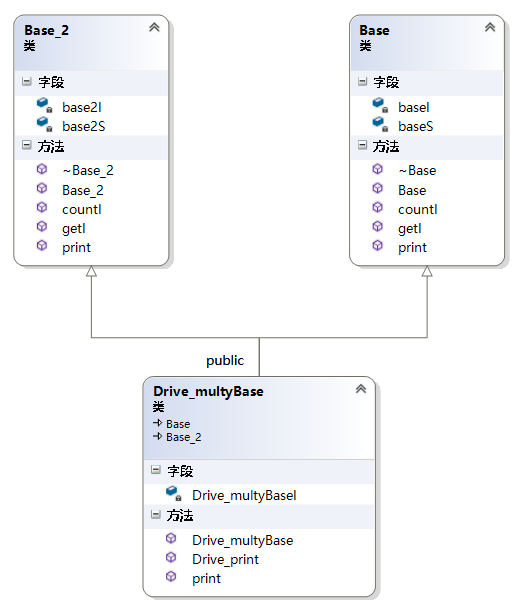 Base_2
类
字段
base2I
base2S
方法
~Base_2
Base_2
countI
getI
print
Base
类
字段
baseI
baseS
方法
~Base
Base
countI
getI
print
public
Drive_multyBase
类
Base
Base_2
字段
Drive_multyBaseI
方法
Drive_multyBase
Drive_print
print